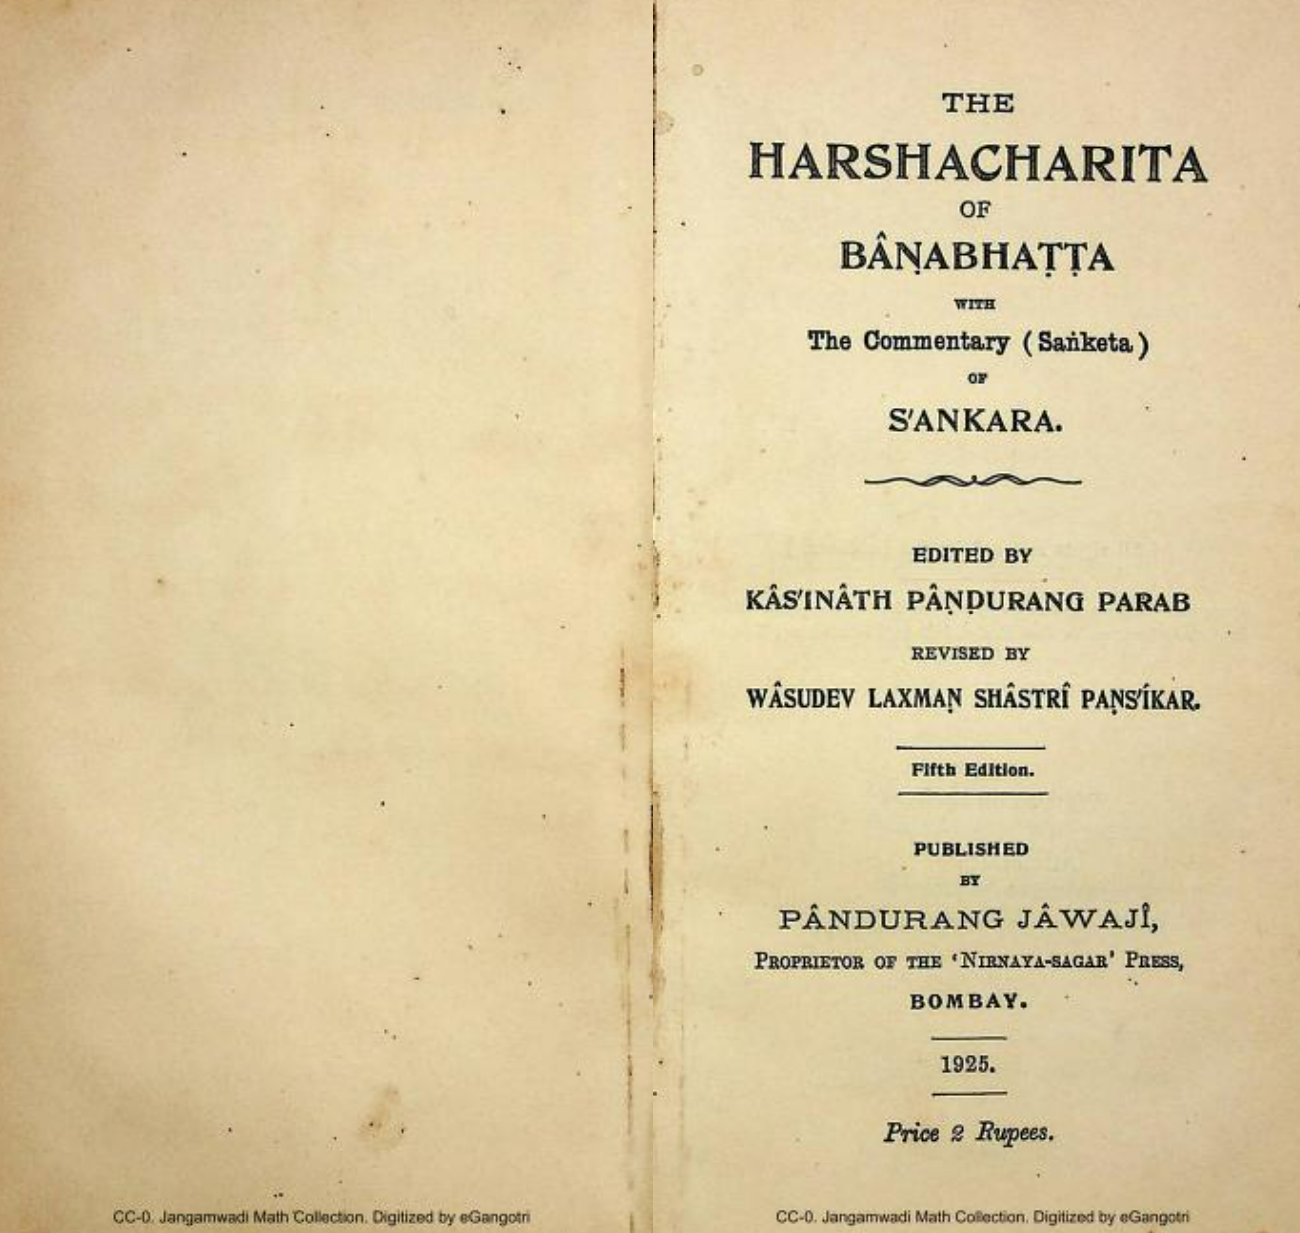 THE
HARSHACHARITA
OF
BÂṆABHAṬṬA
WITH
The Commentary (Saṅketa)
OF
S'ANKARA.
EDITED BY
KÂS'INÂTH PÂṆḌURANG PARAB
REVISED BY
WÂSUDEV LAXMAṆ SHÂSTRÎ PAṆS'ÍKAR.
Fifth Edition.
PUBLISHED
BY
PÂNDURANG JÂWAJÎ,
PROPRIETOR OF THE ‘NIRNAYA-SAGAR’ PRESS,
BOMBAY.
1925.
Price 2 Rupees.
CC-0. Jangamwadi Math Collection. Digitized by eGangotri
CC-0. Jangamwadi Math Collection. Digitized by eGangotri